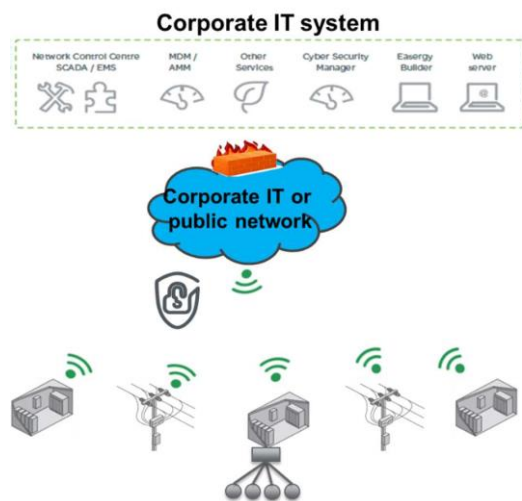 Corporate IT system
Network Control Centre
SCADA / EMS
MDM /
AMM
Other
Services
Cyber Security
Manager
Easergy
Builder
Web
server
Corporate IT or
public network